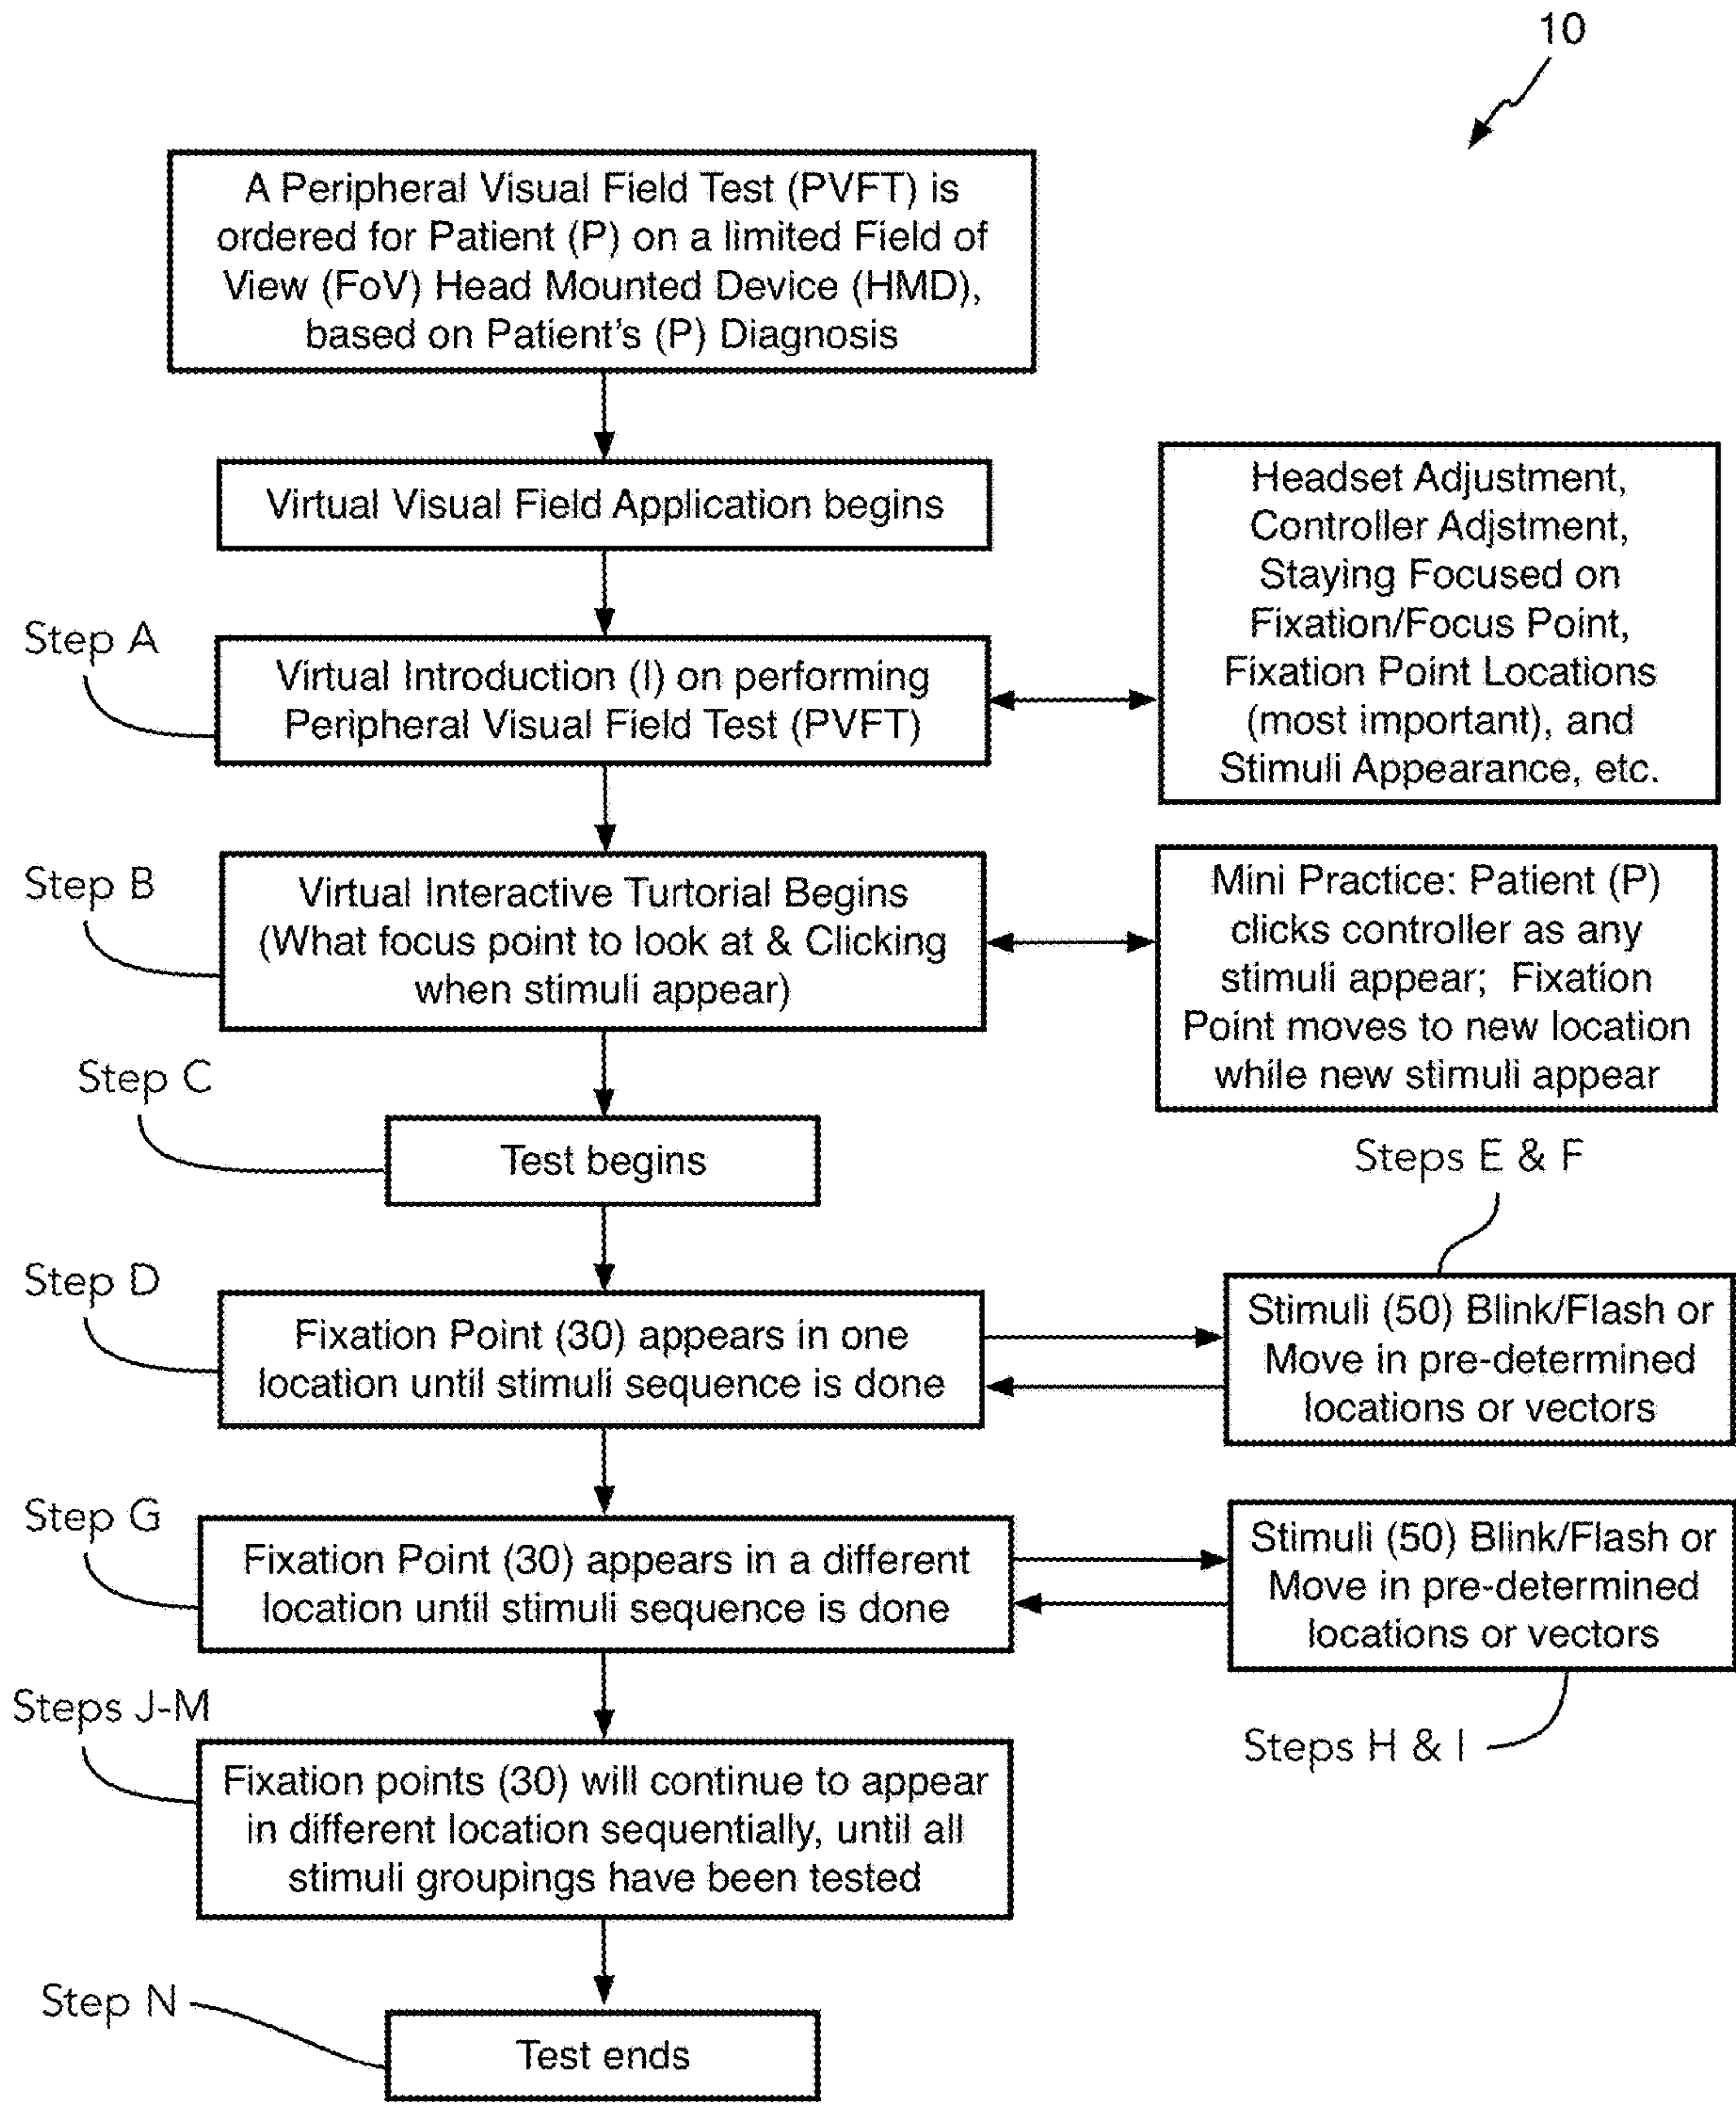 10
A Peripheral Visual Field Test (PVFT) is
ordered for Patient (P) on a limited Field of
View (FoV) Head Mounted Device (HMD),
based on Patient's (P) Diagnosis
Virtual Visual Field Application begins
Headset Adjustment,
Controller Adjstment,
Staying Focused on
Fixation/Focus Point,
Fixation Point Locations
(most important), and
Stimuli Appearance, etc.
Step A
Virtual Introduction (I) on performing
Peripheral Visual Field Test (PVFT)
Step B
Virtual Interactive Turtorial Begins
(What focus point to look at & Clicking
when stimuli appear)
Mini Practice: Patient (P)
clicks controller as any
stimuli appear; Fixation
Point moves to new location
while new stimuli appear
Step C
Test begins
Steps E & F
Step D
Fixation Point (30) appears in one
location until stimuli sequence is done
Stimuli (50) Blink/Flash or
Move in pre-determined
locations or vectors
Step G
Fixation Point (30) appears in a different
location until stimuli sequence is done
Stimuli (50) Blink/Flash or
Move in pre-determined
locations or vectors
Steps H & I
Steps J-M
Fixation points (30) will continue to appear
in different location sequentially, until all
stimuli groupings have been tested
Step N
Test ends